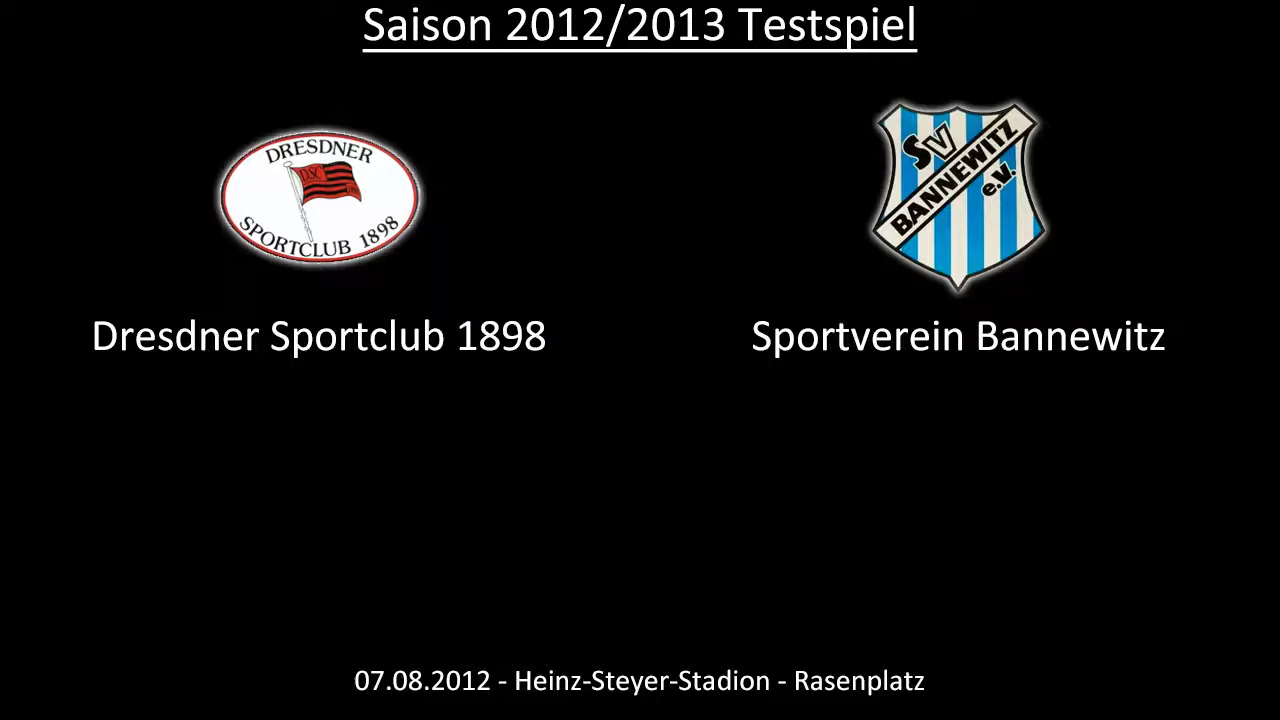 Saison 2012/2013 Testspiel
DRESDNER
DSC
SPORTCLUB 1898
SV
BANNEWITZ
e.V.
Dresdner Sportclub 1898
Sportverein Bannewitz
07.08.2012 - Heinz-Steyer-Stadion - Rasenplatz